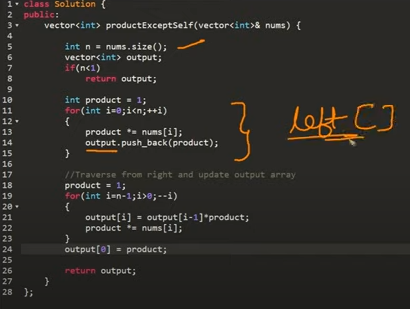 1 class Solution {
2 public:
3 vector<int> productExceptSelf(vector<int>& nums) {
4
5 int n = nums.size();
6 vector<int> output;
7 if(n<1)
8 return output;
9
10 int product = 1;
11 for(int i=0;i<n;++i)
12 {
13 product *= nums[i];
14 output.push_back(product);
15 }
16
17 //Traverse from right and update output array
18 product = 1;
19 for(int i=n-1;i>0;--i)
20 {
21 output[i] = output[i-1]*product;
22 product *= nums[i];
23 }
24 output[0] = product;
25
26 return output;
27 }
28 };
left []